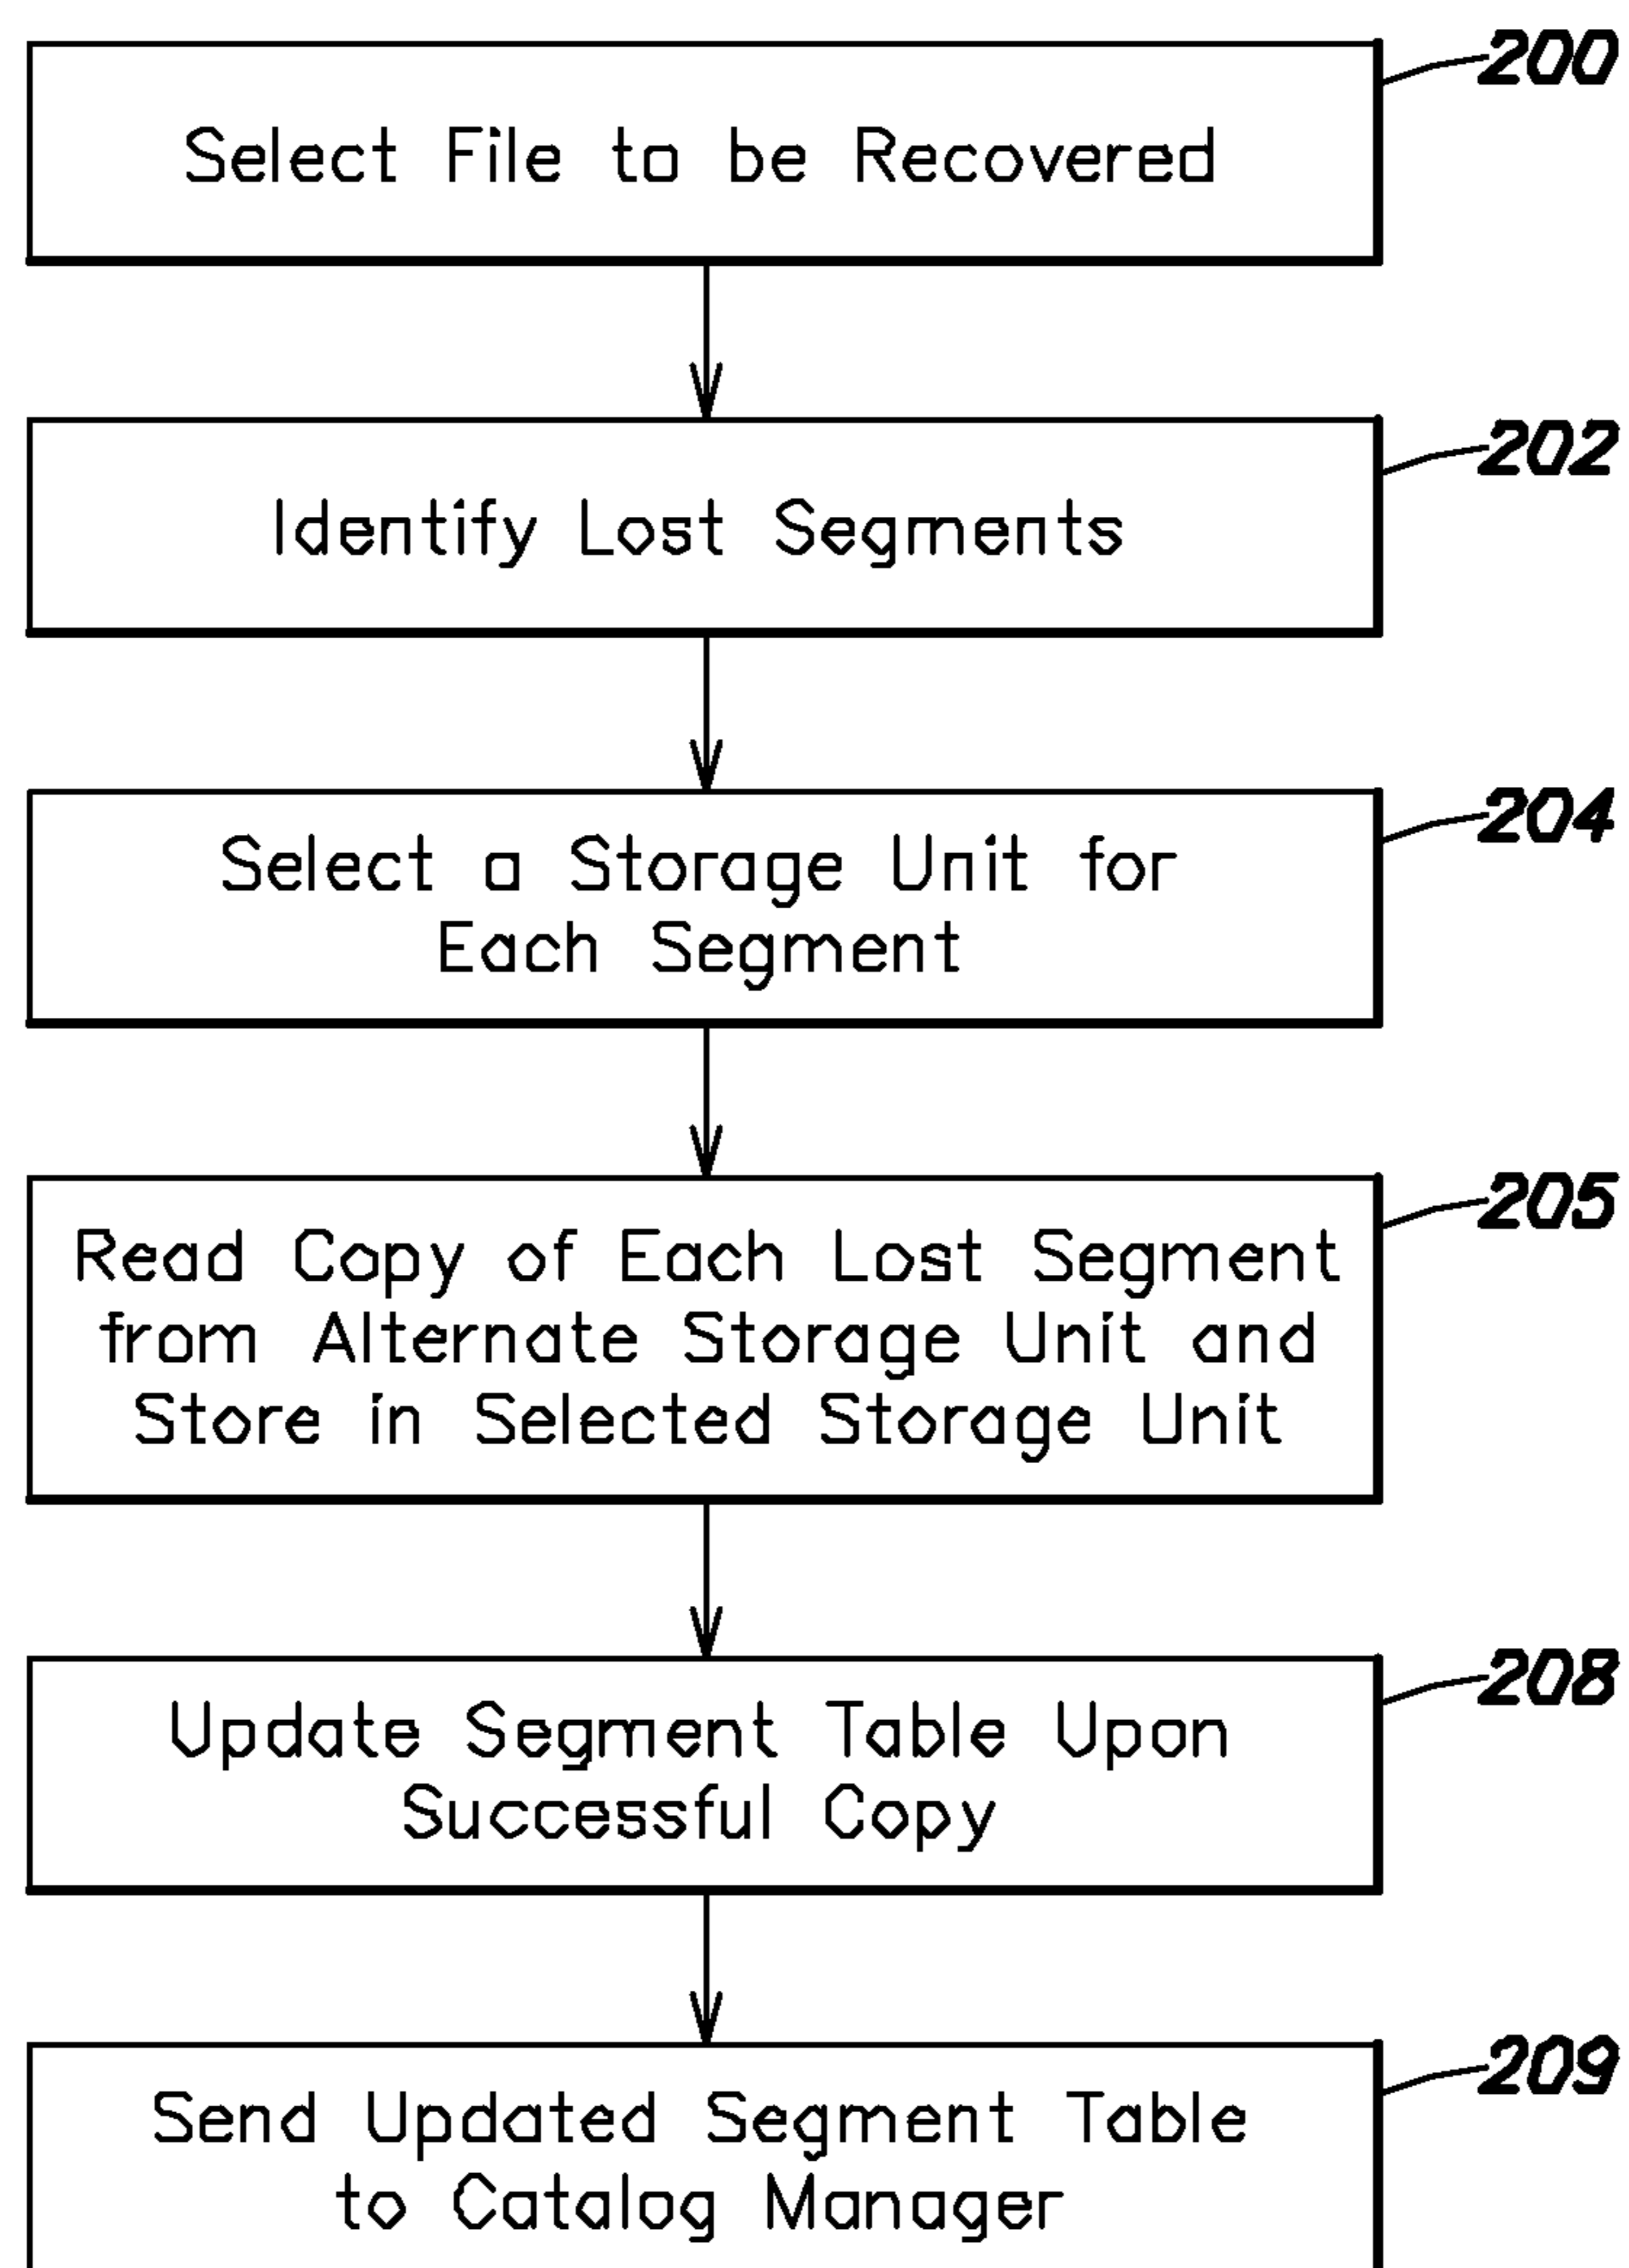 200
Select File to be Recovered
202
Identify Lost Segments
204
Select a Storage Unit for
Each Segment
205
Read Copy of Each Lost Segment
from Alternate Storage Unit and
Store in Selected Storage Unit
208
Update Segment Table Upon
Successful Copy
209
Send Updated Segment Table
to Catalog Manager